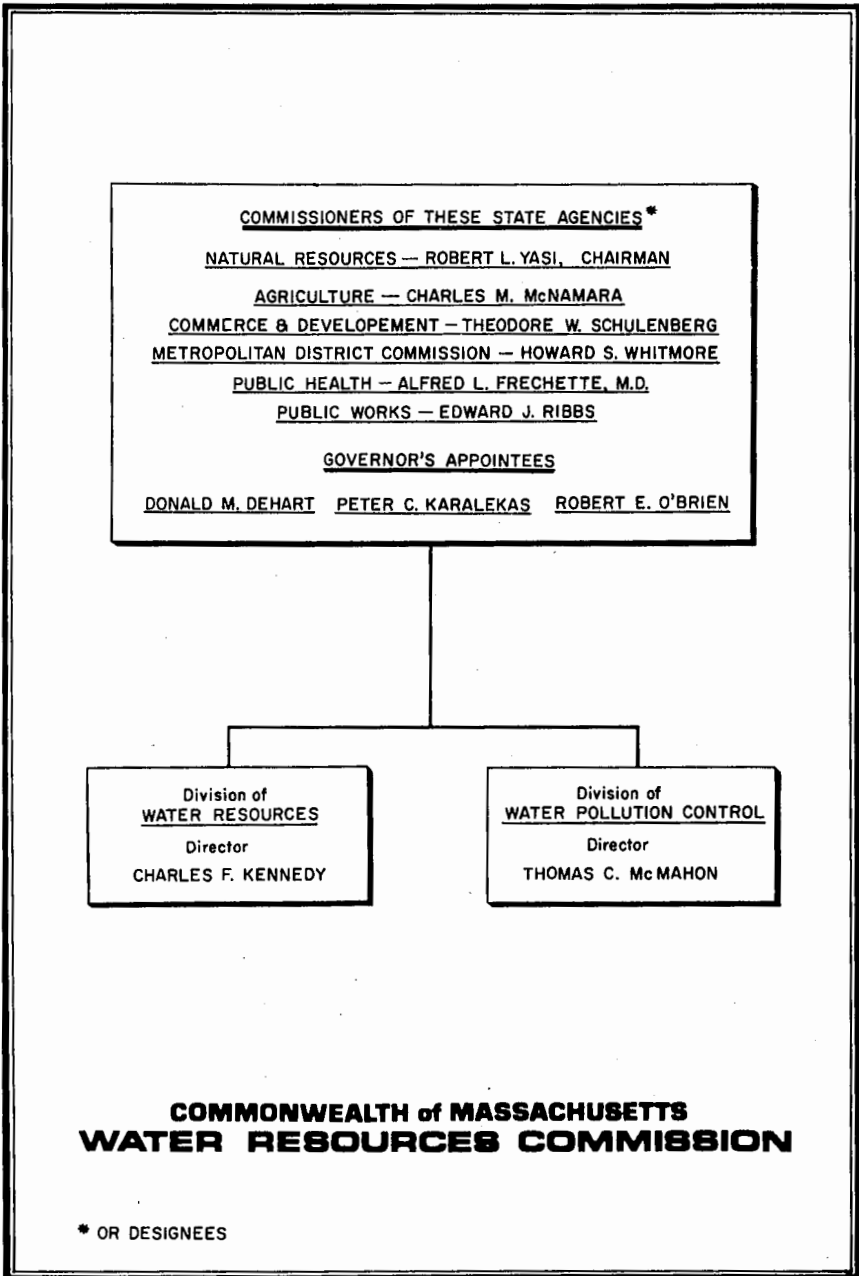 COMMISSIONERS OF THESE STATE AGENCIES*
NATURAL RESOURCES — ROBERT L. YASI, CHAIRMAN
AGRICULTURE — CHARLES M. McNAMARA
COMMERCE & DEVELOPEMENT — THEODORE W. SCHULENBERG
METROPOLITAN DISTRICT COMMISSION — HOWARD S. WHITMORE
PUBLIC HEALTH — ALFRED L. FRECHETTE, M.D.
PUBLIC WORKS — EDWARD J. RIBBS
GOVERNOR'S APPOINTEES
DONALD M. DEHART PETER C. KARALEKAS ROBERT E. O'BRIEN
Division of
WATER RESOURCES
Director
CHARLES F. KENNEDY
Division of
WATER POLLUTION CONTROL
Director
THOMAS C. McMAHON
COMMONWEALTH of MASSACHUSETTS
WATER RESOURCES COMMISSION
* OR DESIGNEES